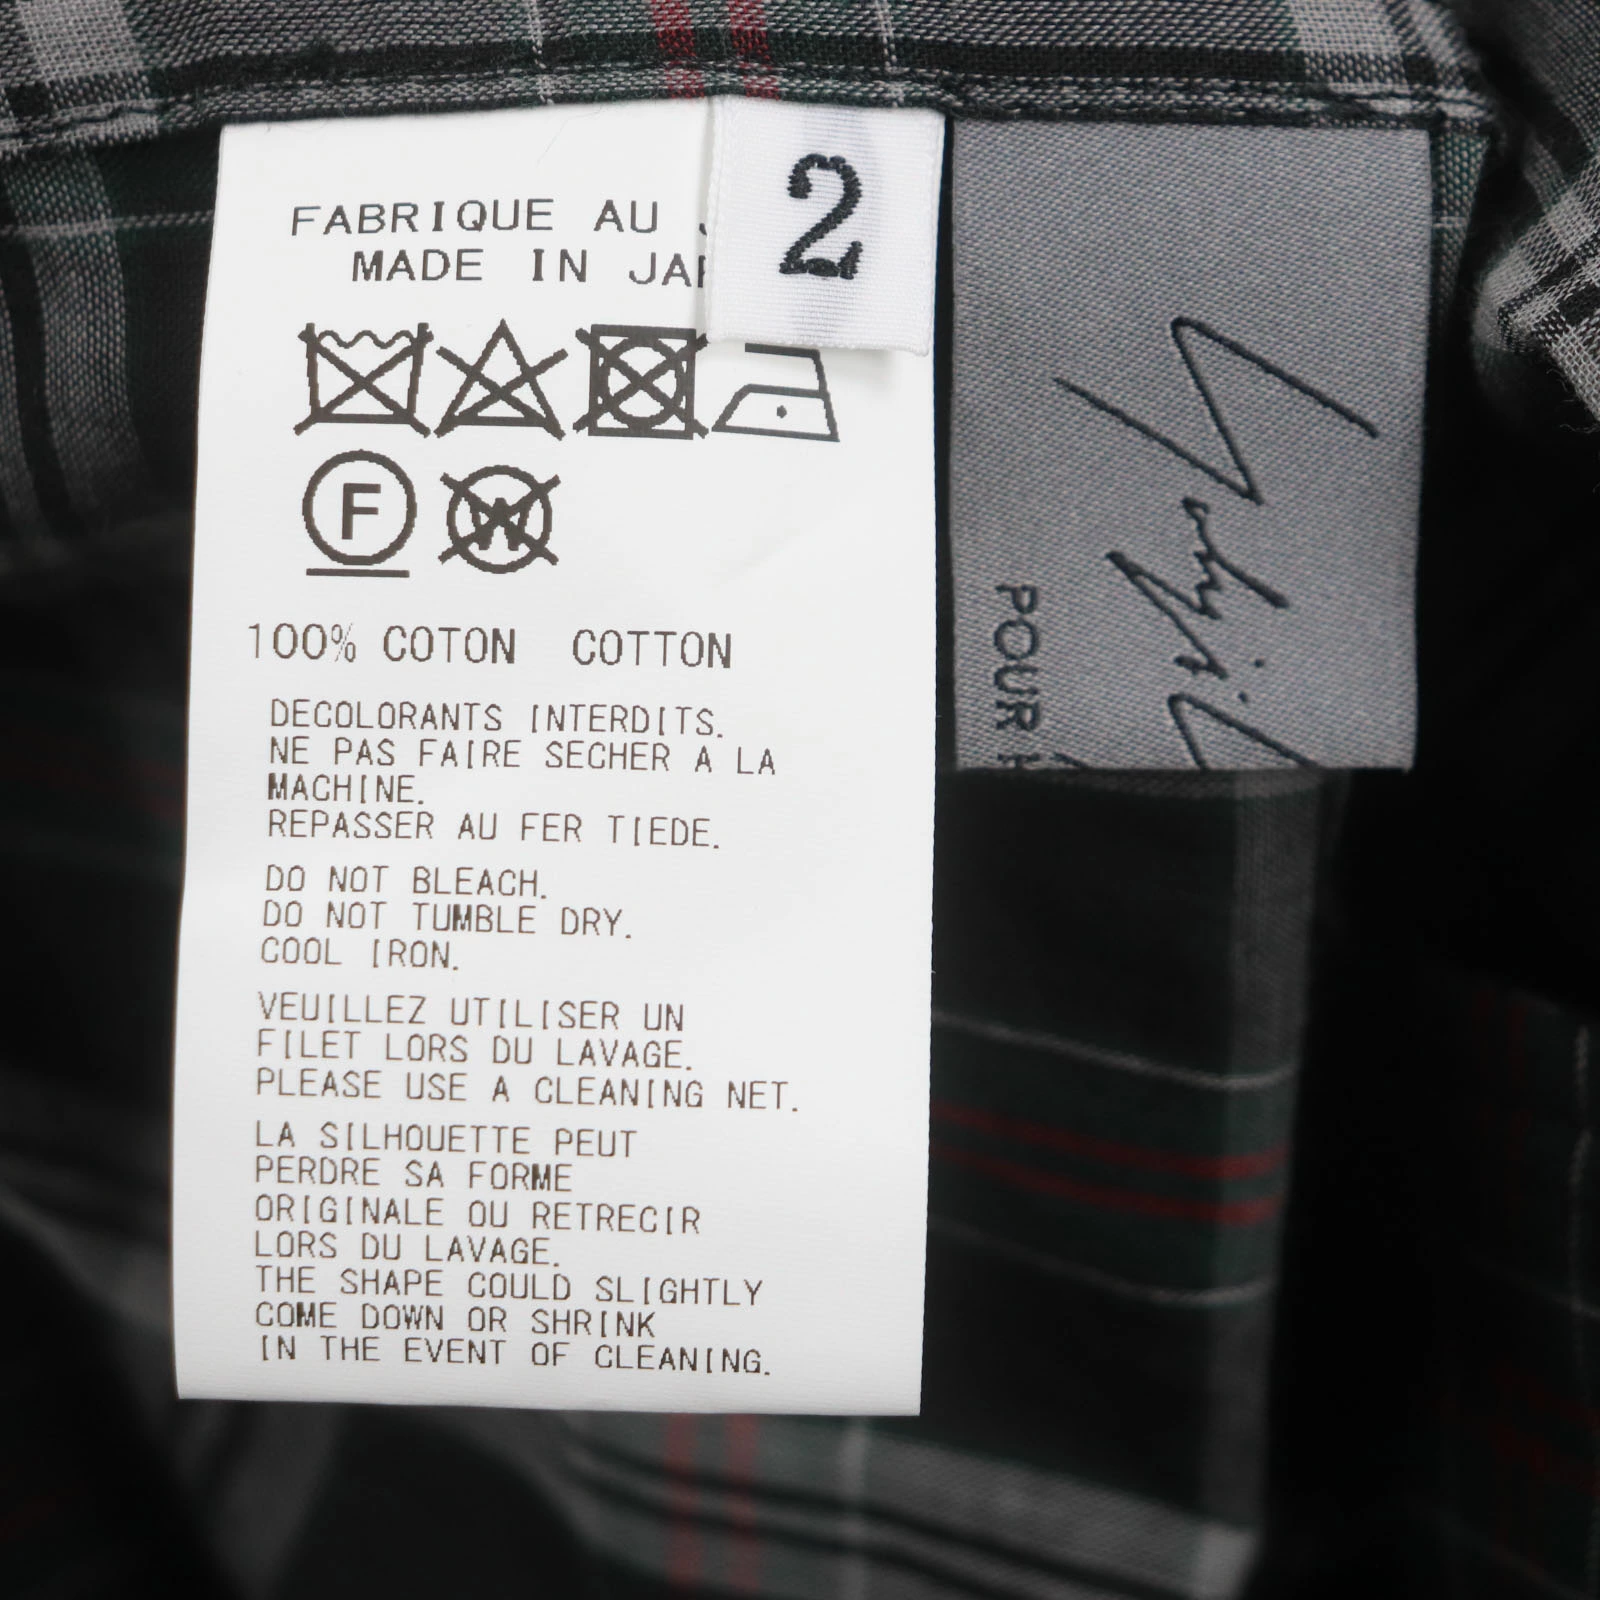 FABRIQUE AU
MADE IN
2
F
W
100% COTON COTTON
DECOLORANTS INTERDITS.
NE PAS FAIRE SECHER A LA
MACHINE.
REPASSER AU FER TIEDE.
DO NOT BLEACH.
DO NOT TUMBLE DRY.
COOL IRON.
VEUILLEZ UTILISER UN
FILET LORS DU LAVAGE.
PLEASE USE A CLEANING NET.
LA SILHOUETTE PEUT
PERDRE SA FORME
ORIGINALE OU RETRECIR
LORS DU LAVAGE.
THE SHAPE COULD SLIGHTLY
COME DOWN OR SHRINK
IN THE EVENT OF CLEANING.
POUR